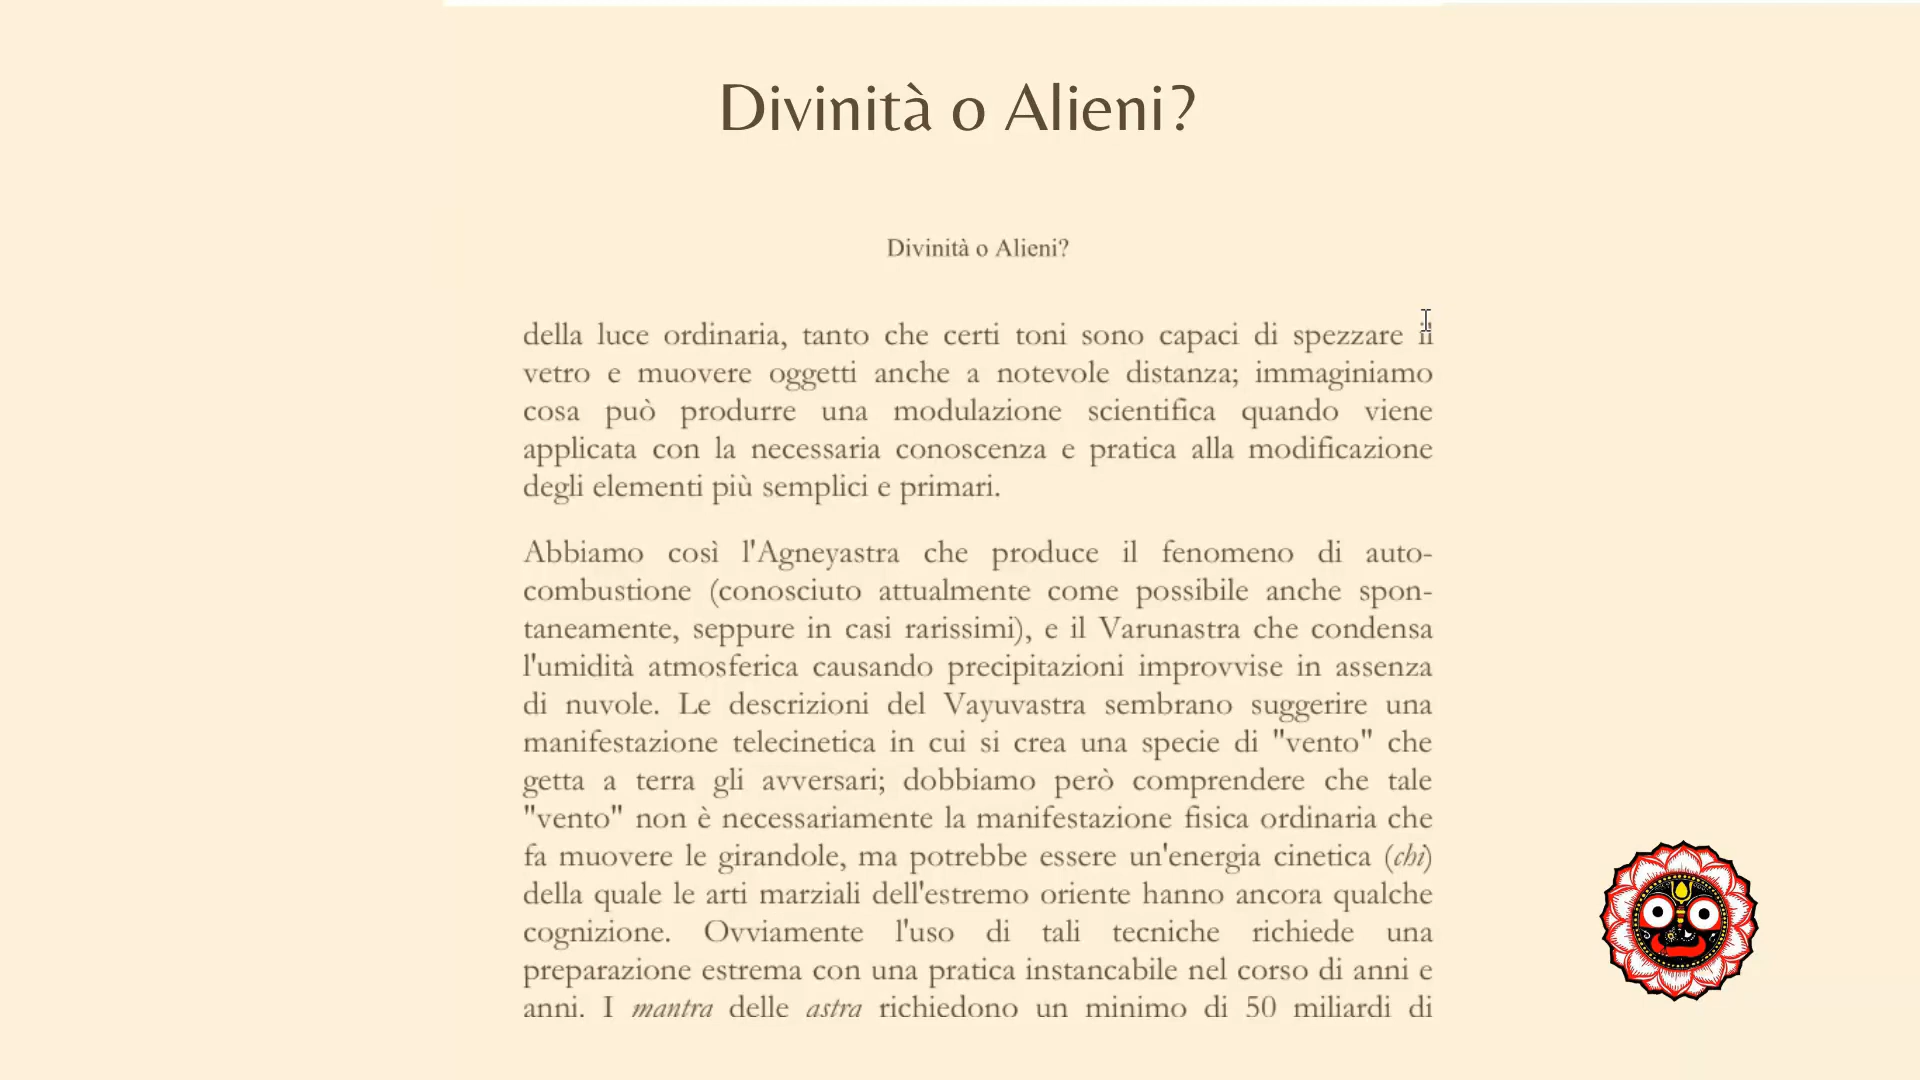 Divinità o Alieni?
Divinità o Alieni?
della luce ordinaria, tanto che certi toni sono capaci di spezzare il
vetro e muovere oggetti anche a notevole distanza; immaginiamo
cosa può produrre una modulazione scientifica quando viene
applicata con la necessaria conoscenza e pratica alla modificazione
degli elementi più semplici e primari.
Abbiamo così l'Agneyastra che produce il fenomeno di auto-
combustione (conosciuto attualmente come possibile anche spon-
taneamente, seppure in casi rarissimi), e il Varunastra che condensa
l'umidità atmosferica causando precipitazioni improvvise in assenza
di nuvole. Le descrizioni del Vayuvastra sembrano suggerire una
manifestazione telecinetica in cui si crea una specie di "vento" che
getta a terra gli avversari; dobbiamo però comprendere che tale
"vento" non è necessariamente la manifestazione fisica ordinaria che
fa muovere le girandole, ma potrebbe essere un'energia cinetica (chi)
della quale le arti marziali dell'estremo oriente hanno ancora qualche
cognizione. Ovviamente l'uso di tali tecniche richiede una
preparazione estrema con una pratica instancabile nel corso di anni e
anni. I mantra delle astra richiedono un minimo di 50 miliardi di